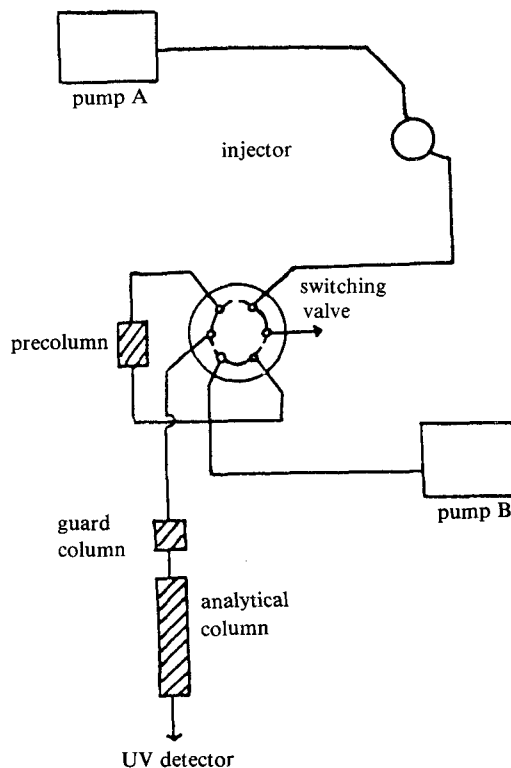 pump A
injector
switching
valve
precolumn
pump B
guard
column
analytical
column
UV detector